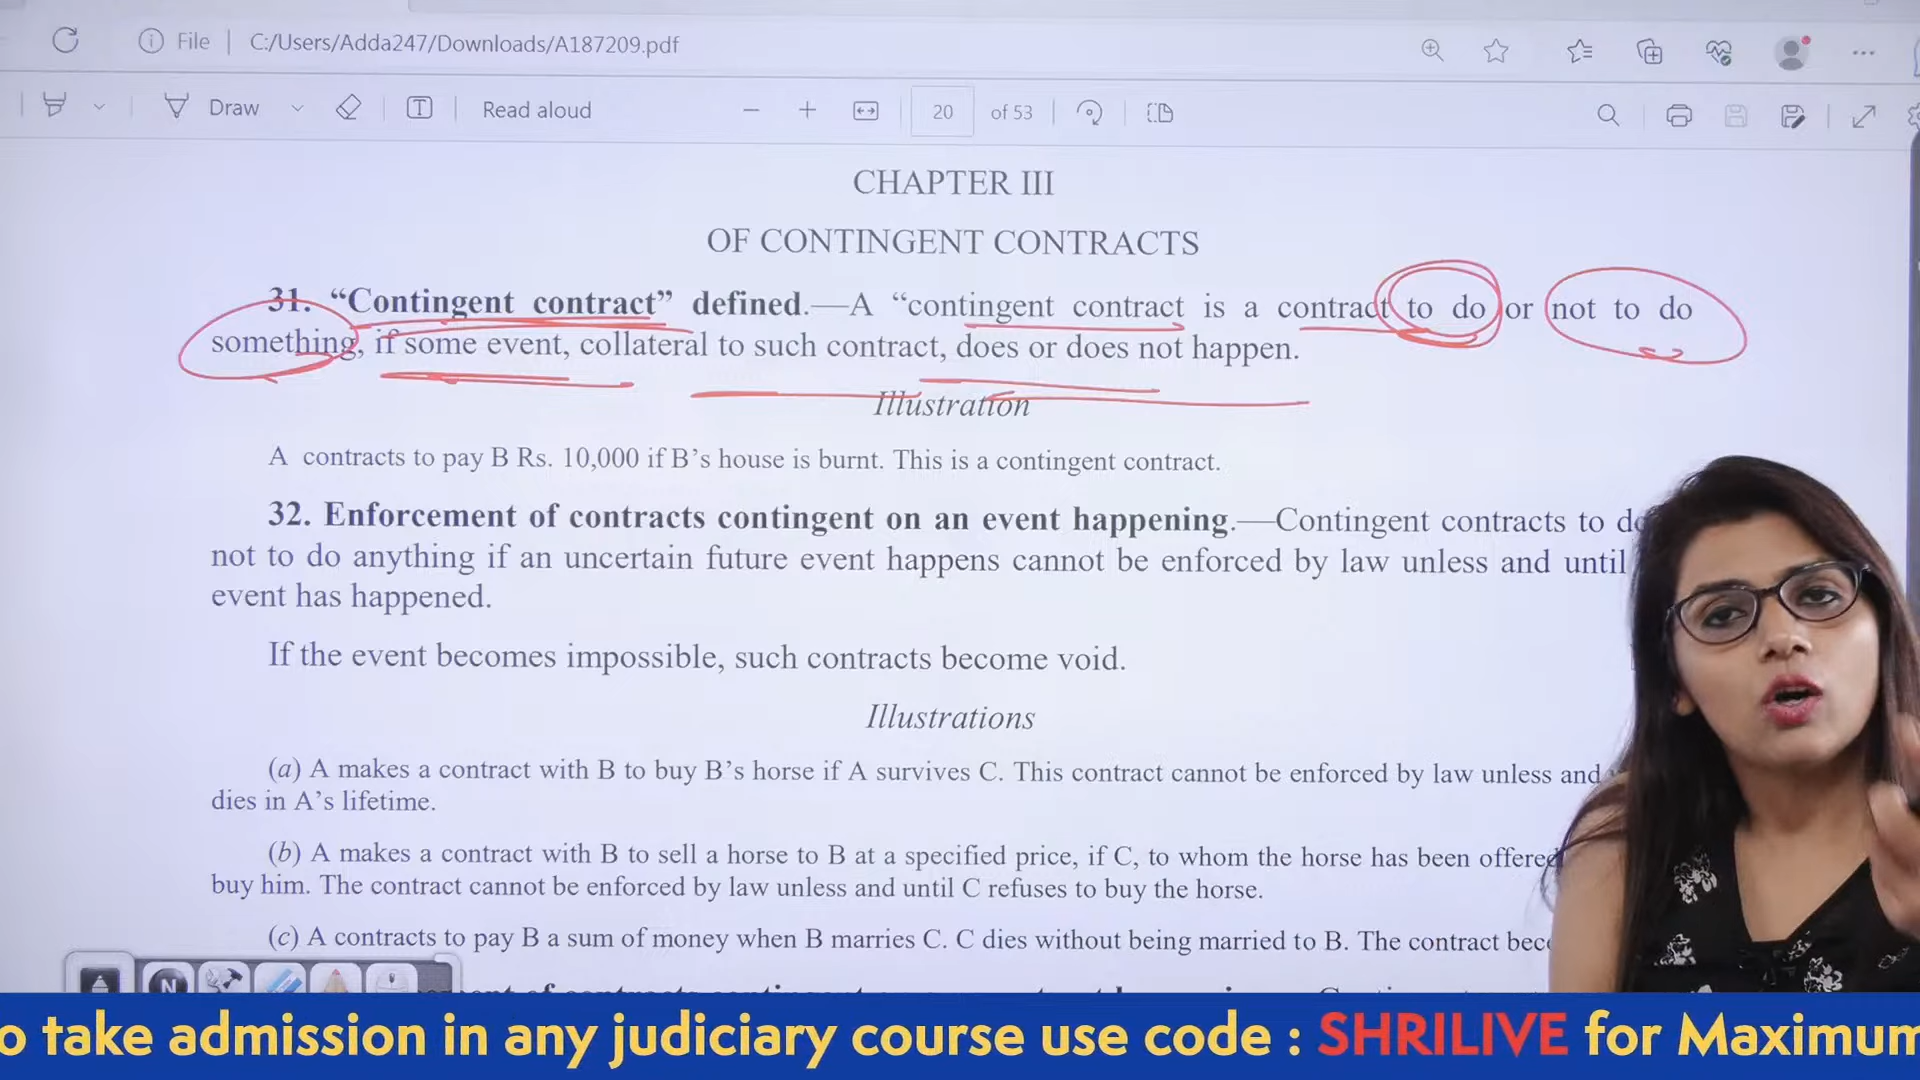 File
C:/Users/Adda247/Downloads/A187209.pdf
Draw
Read aloud
20 of 53
CHAPTER III
OF CONTINGENT CONTRACTS
31. “Contingent contract” defined.—A “contingent contract is a contract to do or not to do
something, if some event, collateral to such contract, does or does not happen.
Illustration
A contracts to pay B Rs. 10,000 if B’s house is burnt. This is a contingent contract.
32. Enforcement of contracts contingent on an event happening.—Contingent contracts to do
not to do anything if an uncertain future event happens cannot be enforced by law unless and until
event has happened.
If the event becomes impossible, such contracts become void.
Illustrations
(a) A makes a contract with B to buy B’s horse if A survives C. This contract cannot be enforced by law unless and
dies in A’s lifetime.
(b) A makes a contract with B to sell a horse to B at a specified price, if C, to whom the horse has been offered
buy him. The contract cannot be enforced by law unless and until C refuses to buy the horse.
(c) A contracts to pay B a sum of money when B marries C. C dies without being married to B. The contract
o take admission in any judiciary course use code : SHRILIVE for Maximum